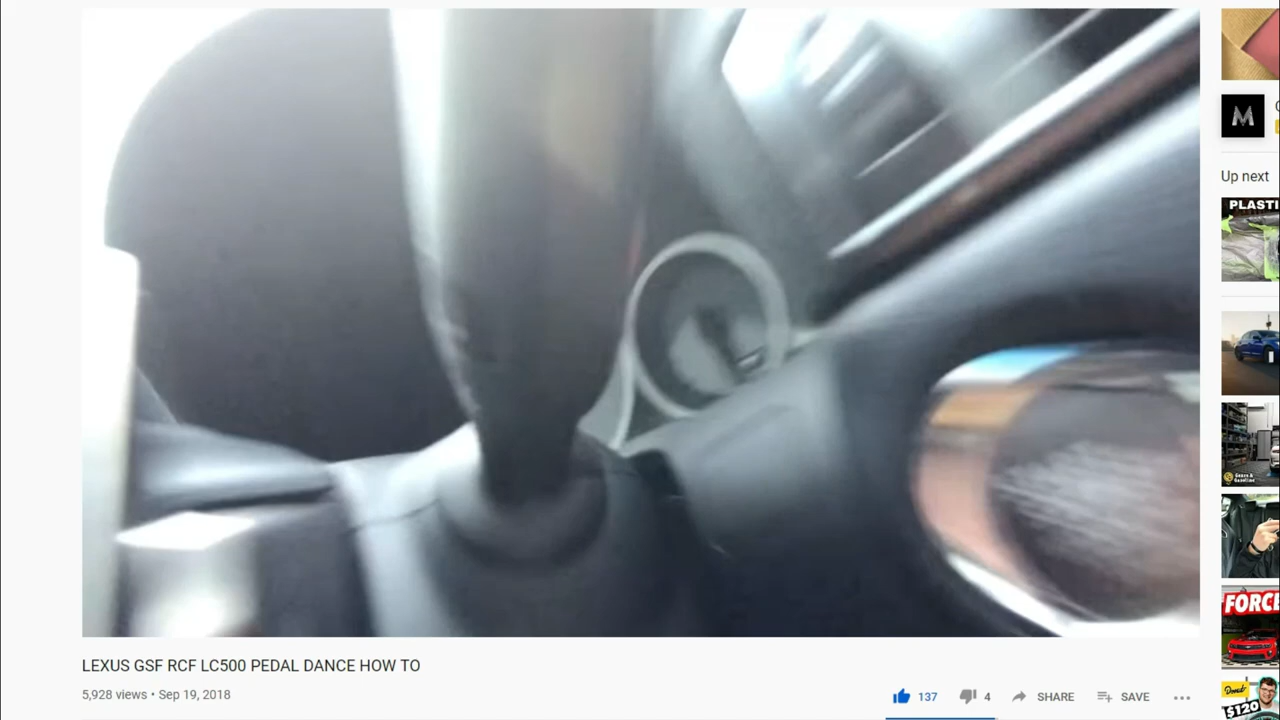 M
Up next
PLASTI
LEXUS GSF RCF LC500 PEDAL DANCE HOW TO
5,928 views • Sep 19, 2018
137
4
SHARE
SAVE
FORCE
Donut
$120